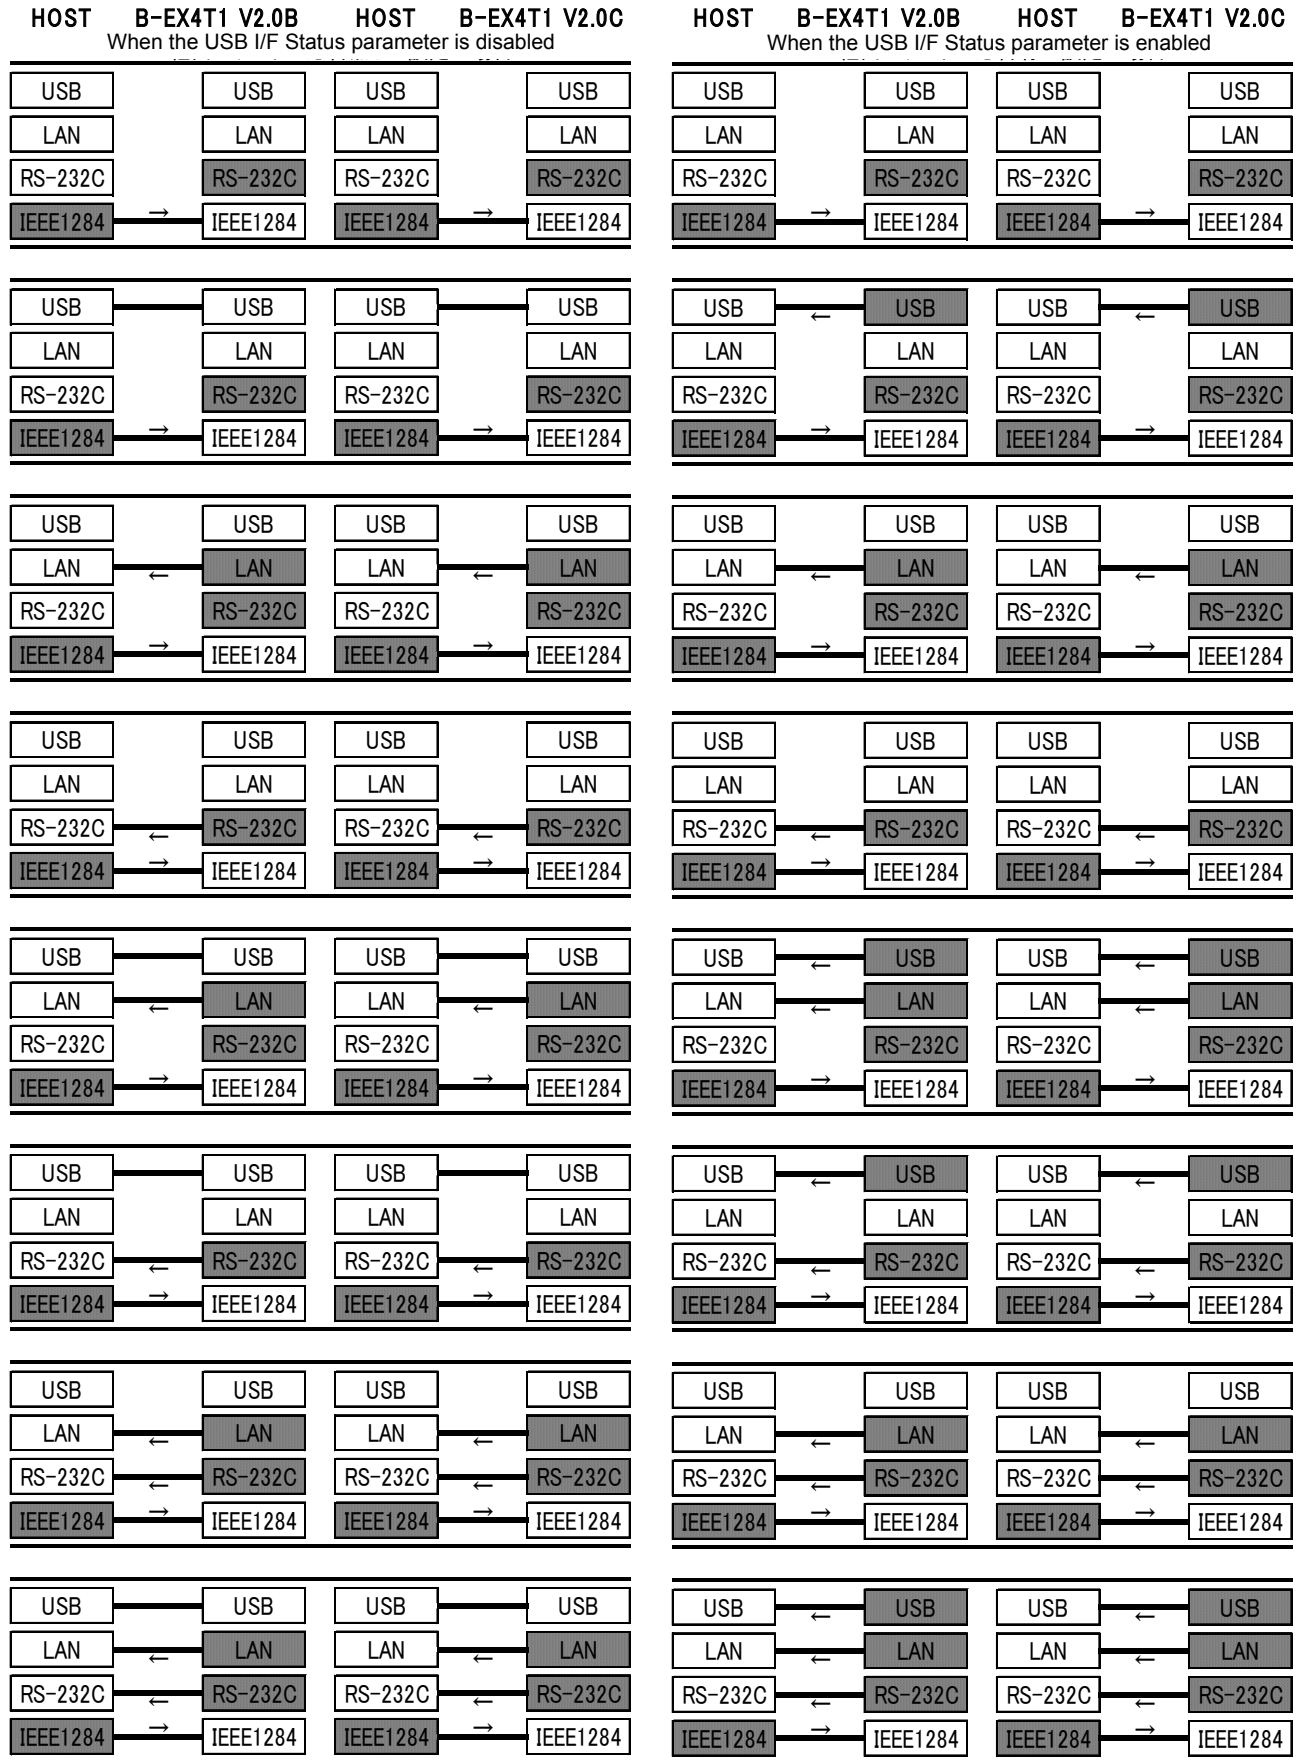 HOST B-EX4T1 V2.0B HOST B-EX4T1 V2.0C HOST B-EX4T1 V2.0B HOST B-EX4T1 V2.0C
When the USB I/F Status parameter is disabled When the USB I/F Status parameter is enabled
USB USB USB USB USB USB USB USB
LAN LAN LAN LAN LAN LAN LAN LAN
RS-232C RS-232C RS-232C RS-232C RS-232C RS-232C RS-232C RS-232C
IEEE1284 → IEEE1284 IEEE1284 → IEEE1284 IEEE1284 → IEEE1284 IEEE1284 → IEEE1284
USB USB USB USB USB ← USB USB ← USB
LAN LAN LAN LAN LAN LAN LAN LAN
RS-232C RS-232C RS-232C RS-232C RS-232C RS-232C RS-232C RS-232C
IEEE1284 → IEEE1284 IEEE1284 → IEEE1284 IEEE1284 → IEEE1284 IEEE1284 → IEEE1284
USB USB USB USB USB USB USB USB
LAN ← LAN LAN ← LAN LAN ← LAN LAN ← LAN
RS-232C RS-232C RS-232C RS-232C RS-232C RS-232C RS-232C RS-232C
IEEE1284 → IEEE1284 IEEE1284 → IEEE1284 IEEE1284 → IEEE1284 IEEE1284 → IEEE1284
USB USB USB USB USB USB USB USB
LAN LAN LAN LAN LAN LAN LAN LAN
RS-232C ← RS-232C RS-232C ← RS-232C RS-232C ← RS-232C RS-232C ← RS-232C
IEEE1284 → IEEE1284 IEEE1284 → IEEE1284 IEEE1284 → IEEE1284 IEEE1284 → IEEE1284
USB USB USB USB USB ← USB USB ← USB
LAN ← LAN LAN ← LAN LAN ← LAN LAN ← LAN
RS-232C RS-232C RS-232C RS-232C RS-232C RS-232C RS-232C RS-232C
IEEE1284 → IEEE1284 IEEE1284 → IEEE1284 IEEE1284 → IEEE1284 IEEE1284 → IEEE1284
USB USB USB USB USB ← USB USB ← USB
LAN LAN LAN LAN LAN LAN LAN LAN
RS-232C ← RS-232C RS-232C ← RS-232C RS-232C ← RS-232C RS-232C ← RS-232C
IEEE1284 → IEEE1284 IEEE1284 → IEEE1284 IEEE1284 → IEEE1284 IEEE1284 → IEEE1284
USB USB USB USB USB USB USB USB
LAN ← LAN LAN ← LAN LAN ← LAN LAN ← LAN
RS-232C ← RS-232C RS-232C ← RS-232C RS-232C ← RS-232C RS-232C ← RS-232C
IEEE1284 → IEEE1284 IEEE1284 → IEEE1284 IEEE1284 → IEEE1284 IEEE1284 → IEEE1284
USB USB USB USB USB ← USB USB ← USB
LAN ← LAN LAN ← LAN LAN ← LAN LAN ← LAN
RS-232C ← RS-232C RS-232C ← RS-232C RS-232C ← RS-232C RS-232C ← RS-232C
IEEE1284 → IEEE1284 IEEE1284 → IEEE1284 IEEE1284 → IEEE1284 IEEE1284 → IEEE1284